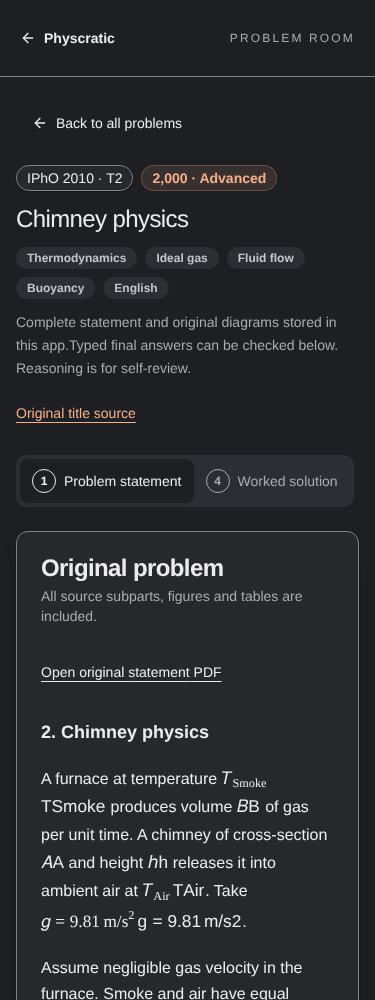 Physcratic
PROBLEM ROOM
Back to all problems
IPhO 2010 · T2
2,000 · Advanced
Chimney physics
Thermodynamics
Ideal gas
Fluid flow
Buoyancy
English
Complete statement and original diagrams stored in
this app.Typed final answers can be checked below.
Reasoning is for self-review.
Original title source
1 Problem statement
4 Worked solution
Original problem
All source subparts, figures and tables are
included.
Open original statement PDF
2. Chimney physics
A furnace at temperature T_Smoke
TSmoke produces volume BB of gas
per unit time. A chimney of cross-section
AA and height hh releases it into
ambient air at T_Air TAir. Take
g = 9.81 m/s² g = 9.81 m/s2.
Assume negligible gas velocity in the
furnace. Smoke and air have equal